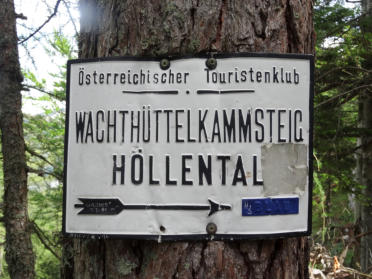 Österreichischer Touristenklub
WACHTHÜTTELKAMMSTEIG
HÖLLENTAL